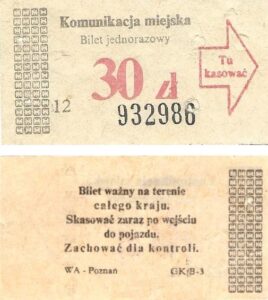 Komunikacja miejska
Bilet jednorazowy
Tu
kasować
30 zł
12
932986
Bilet ważny na terenie
całego kraju.
Skasować zaraz po wejściu
do pojazdu.
Zachować dla kontroli.
WA - Poznań GK/B-3